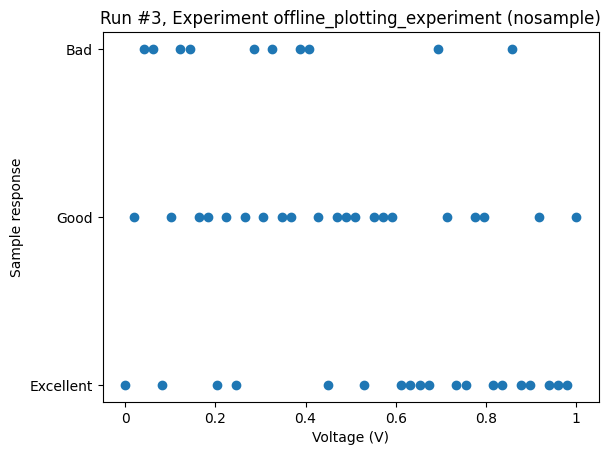 Run #3, Experiment offline_plotting_experiment (nosample)
Bad
Good
Excellent
Sample response
0
0.2
0.4
0.6
0.8
1
Voltage (V)